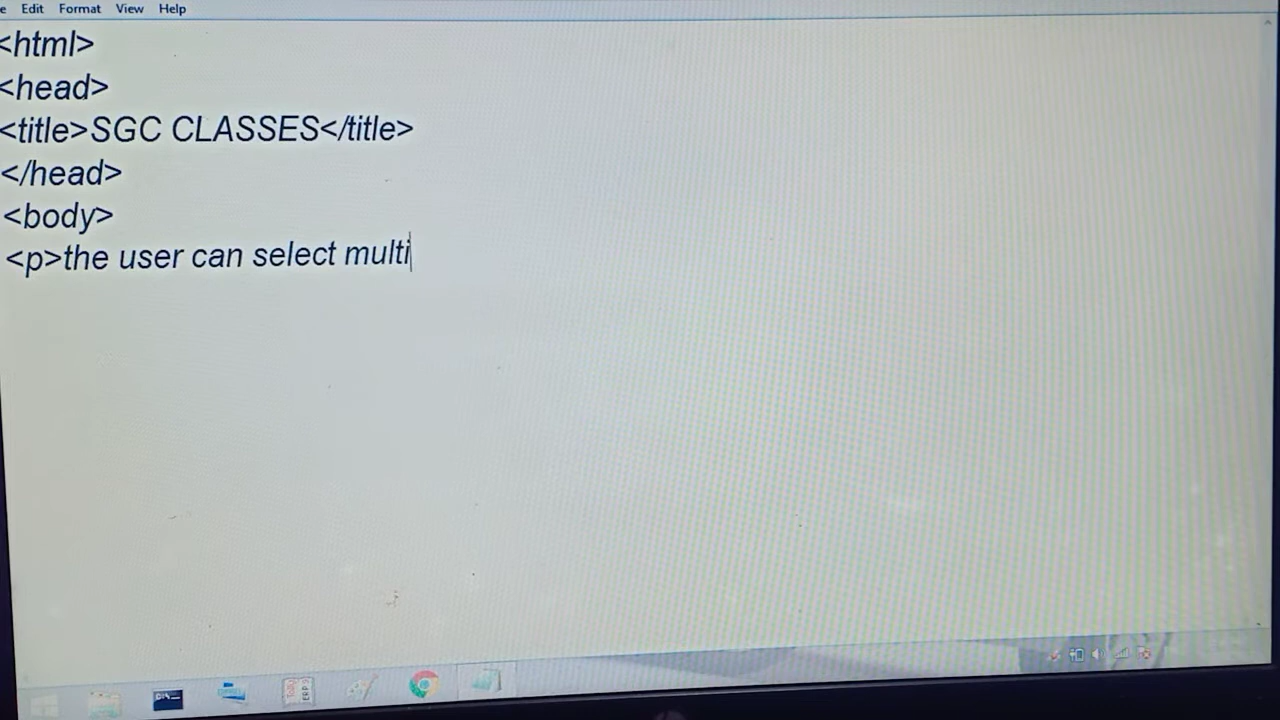 Edit Format View Help
<html>
<head>
<title>SGC CLASSES</title>
</head>
<body>
<p>the user can select multi